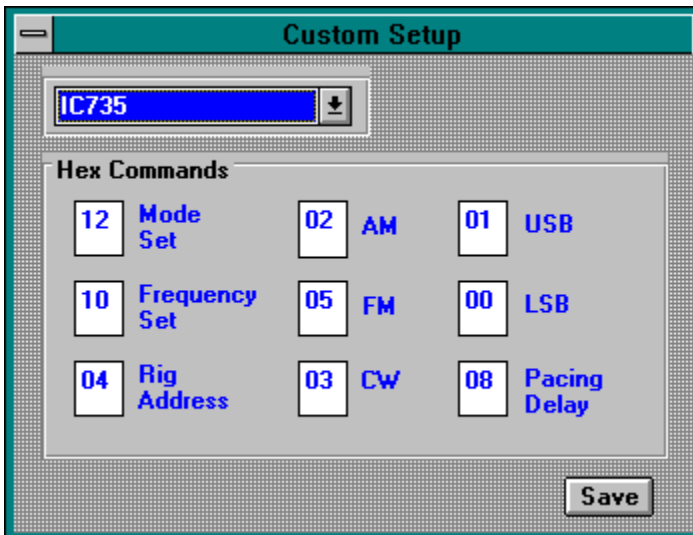 Custom Setup
IC735
Hex Commands
12 Mode Set 02 AM 01 USB
10 Frequency Set 05 FM 00 LSB
04 Rig Address 03 CW 08 Pacing Delay
Save